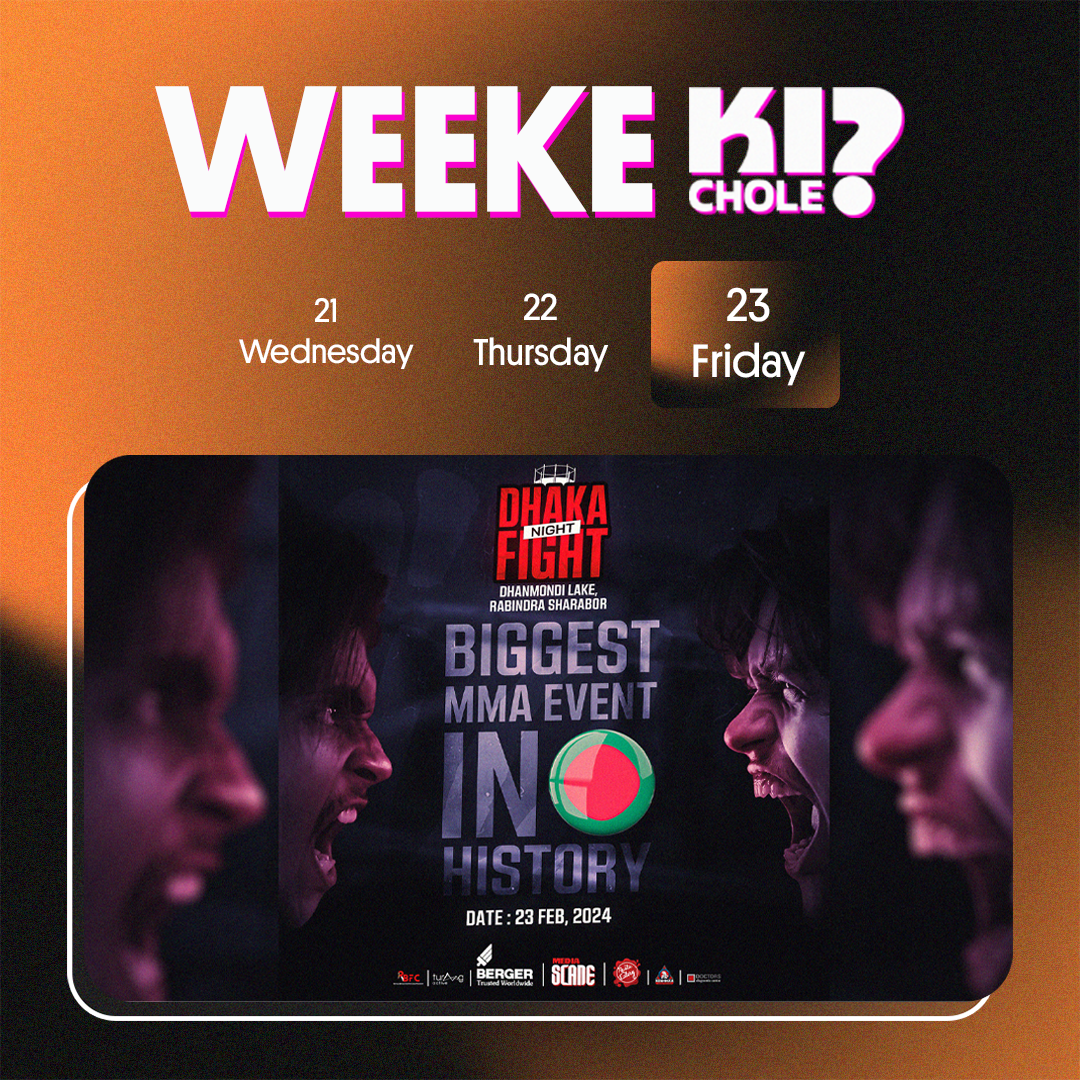 WEEKE KI?
CHOLE
21
Wednesday
22
Thursday
23
Friday
DHAKA
NIGHT
FIGHT
DHANMONDI LAKE,
RABINDRA SHARABOR
BIGGEST
MMA EVENT
IN
HISTORY
DATE : 23 FEB, 2024
BERGER
Trusted Worldwide
MEDIA
SCANE